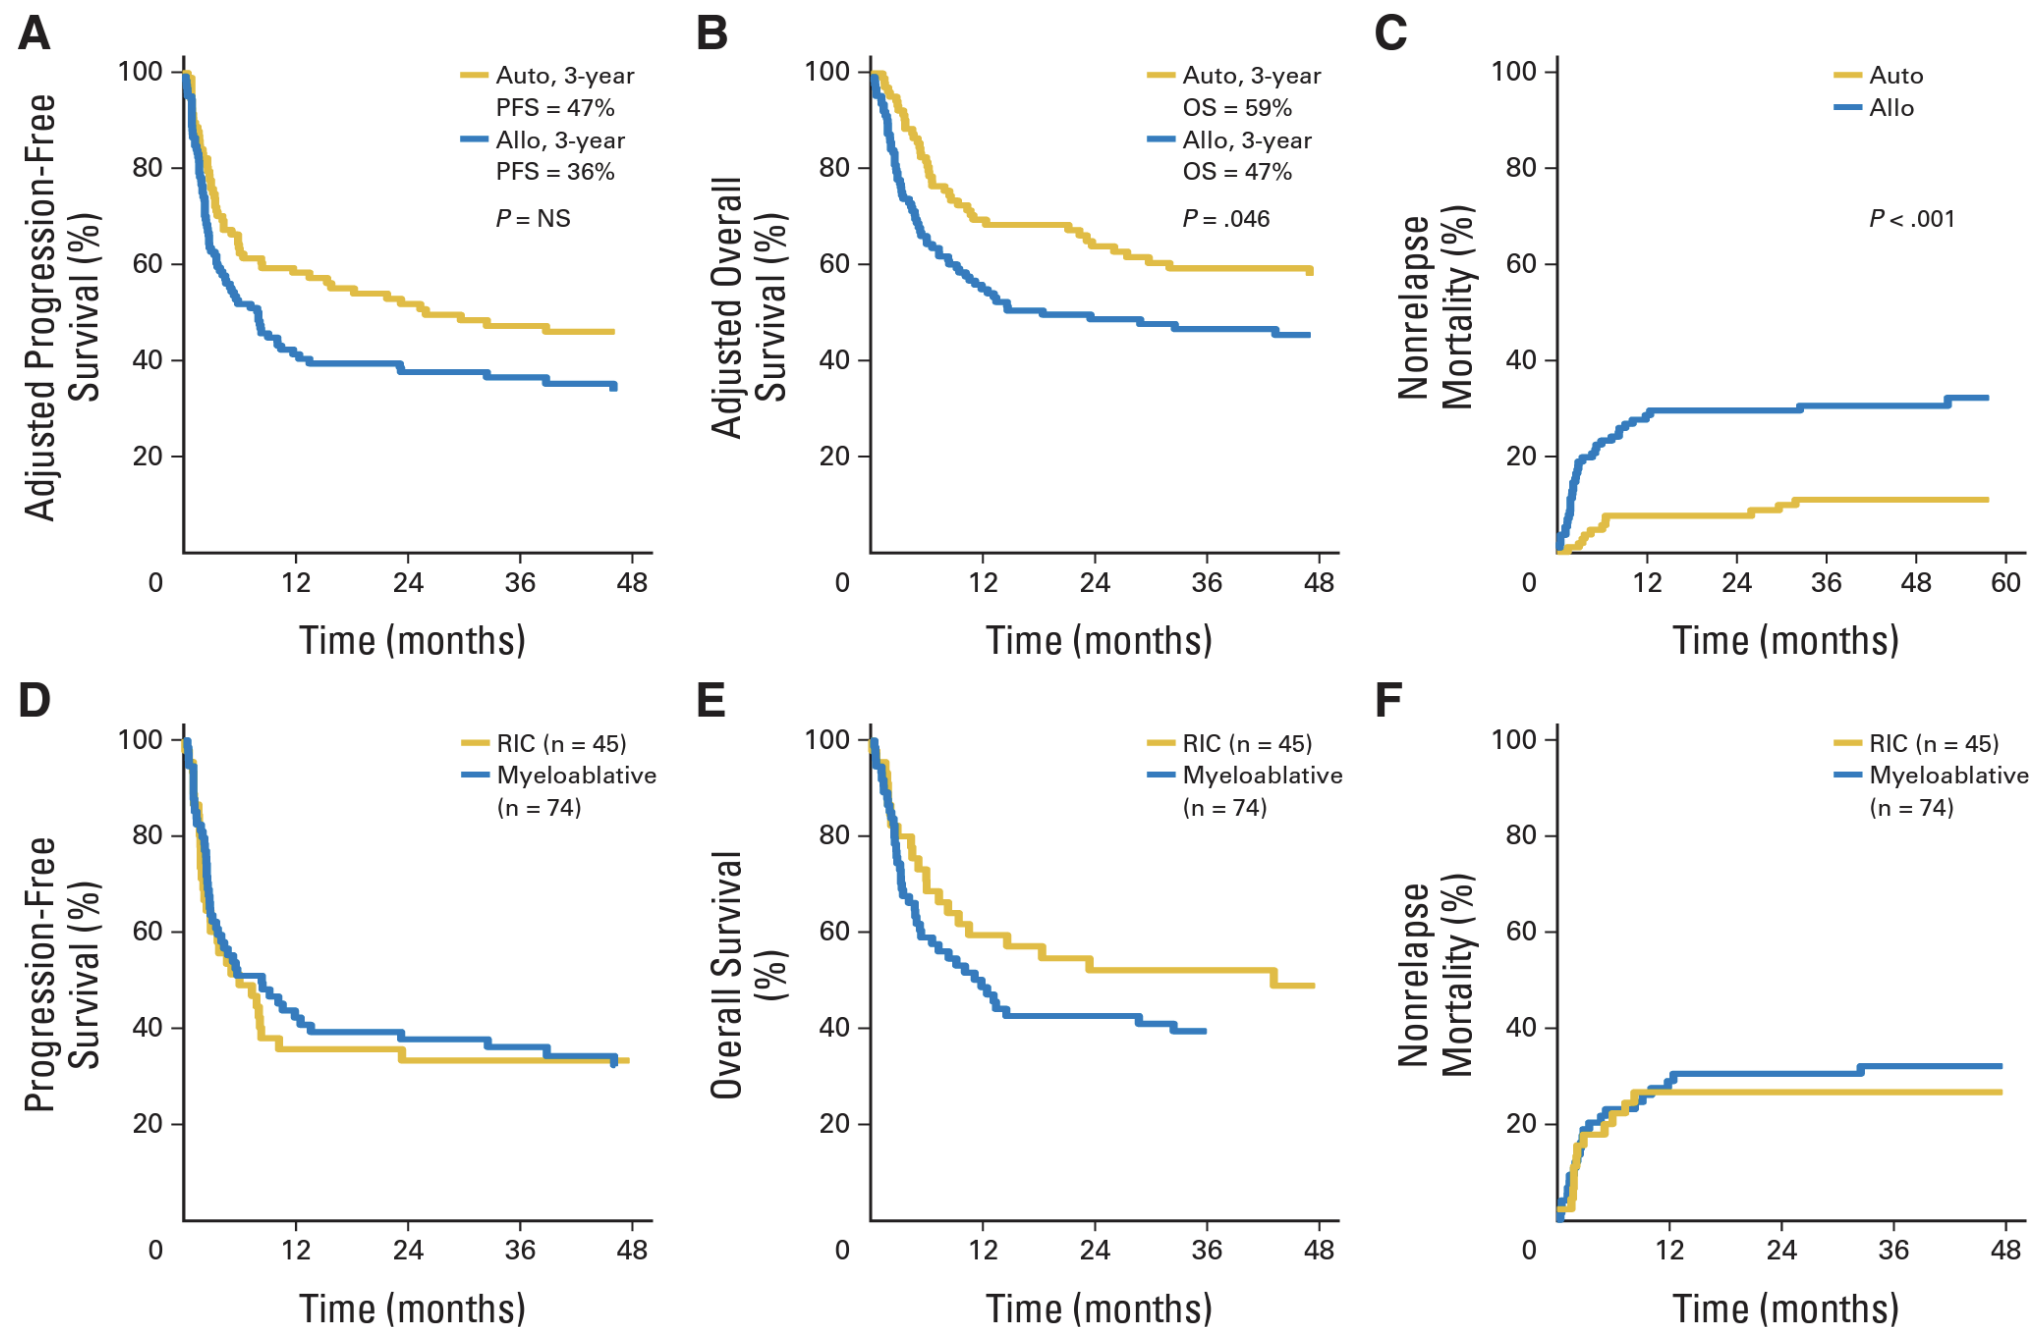 A
Adjusted Progression-Free
Survival (%)
100
80
60
40
20
0
12
24
36
48
Time (months)
Auto, 3-year
PFS = 47%
Allo, 3-year
PFS = 36%
P = NS
B
Adjusted Overall
Survival (%)
100
80
60
40
20
0
12
24
36
48
Time (months)
Auto, 3-year
OS = 59%
Allo, 3-year
OS = 47%
P = .046
C
Nonrelapse
Mortality (%)
100
80
60
40
20
0
12
24
36
48
60
Time (months)
Auto
Allo
P < .001
D
Progression-Free
Survival (%)
100
80
60
40
20
0
12
24
36
48
Time (months)
RIC (n = 45)
Myeloablative
(n = 74)
E
Overall Survival
(%)
100
80
60
40
20
0
12
24
36
48
Time (months)
RIC (n = 45)
Myeloablative
(n = 74)
F
Nonrelapse
Mortality (%)
100
80
60
40
20
0
12
24
36
48
Time (months)
RIC (n = 45)
Myeloablative
(n = 74)